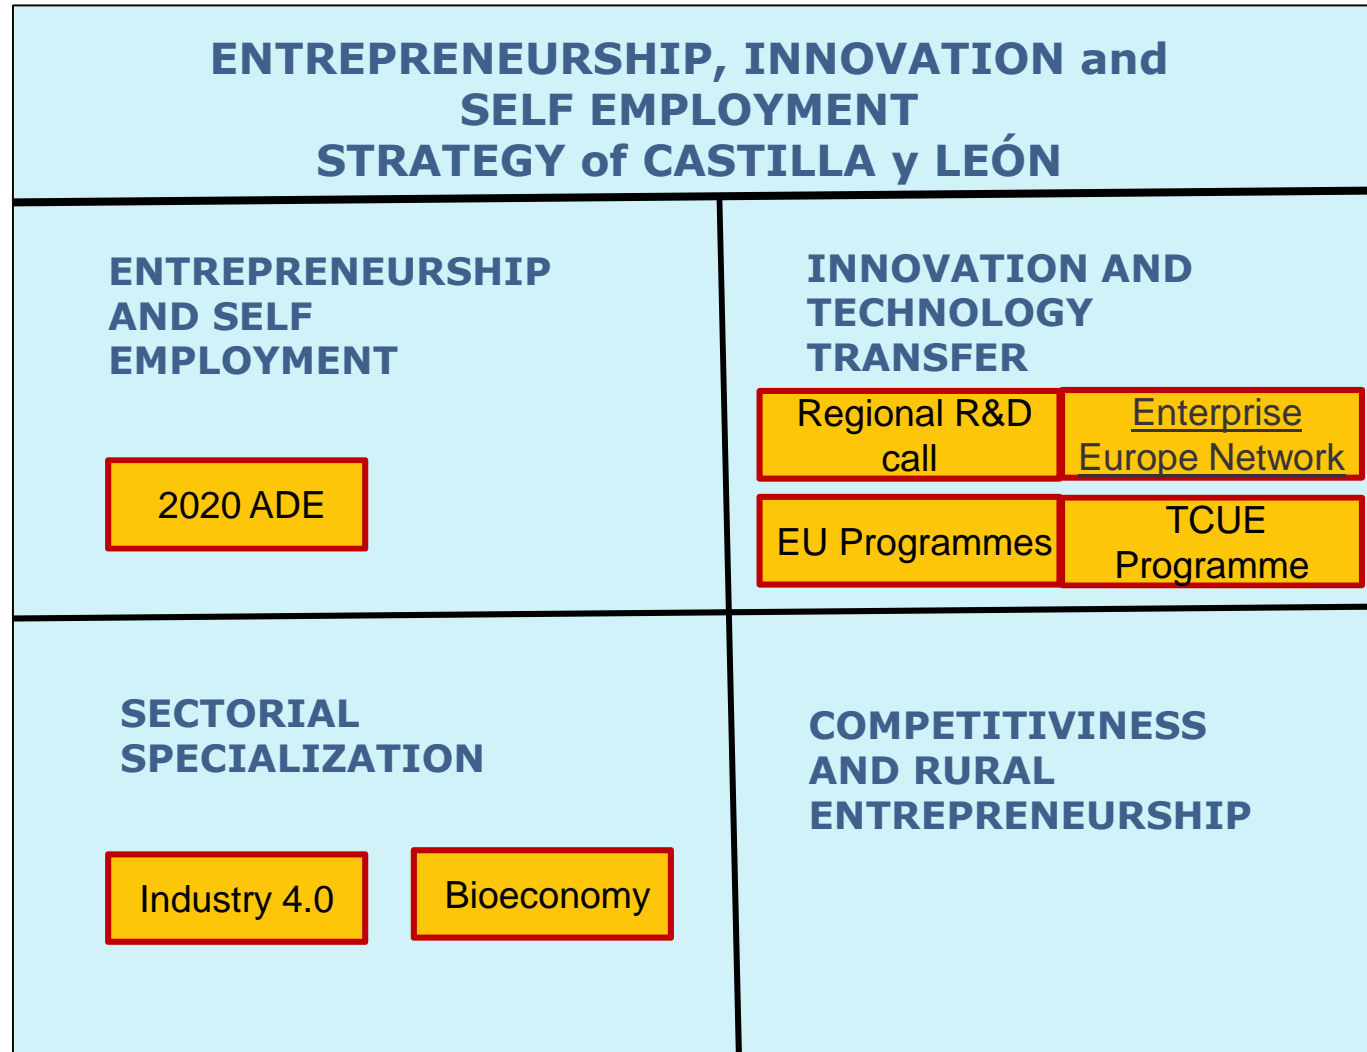 ENTREPRENEURSHIP, INNOVATION and
SELF EMPLOYMENT
STRATEGY of CASTILLA y LEÓN
ENTREPRENEURSHIP
AND SELF
EMPLOYMENT
2020 ADE
INNOVATION AND
TECHNOLOGY
TRANSFER
Regional R&D
call
Enterprise
Europe Network
EU Programmes
TCUE
Programme
SECTORIAL
SPECIALIZATION
Industry 4.0
Bioeconomy
COMPETITIVINESS
AND RURAL
ENTREPRENEURSHIP